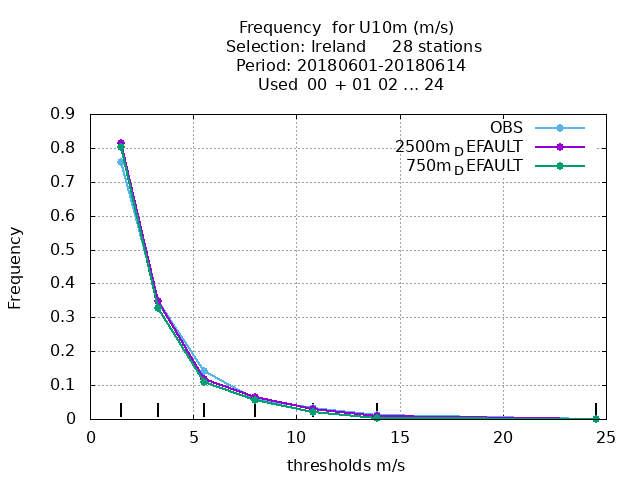 Frequency  for U10m (m/s)
Selection: Ireland     28 stations
Period: 20180601-20180614
Used  00  + 01 02 ... 24
0.9
0.8
0.7
0.6
0.5
0.4
0.3
0.2
0.1
0
Frequency
OBS
2500m_DEFAULT
750m_DEFAULT
0 5 10 15 20 25
thresholds m/s